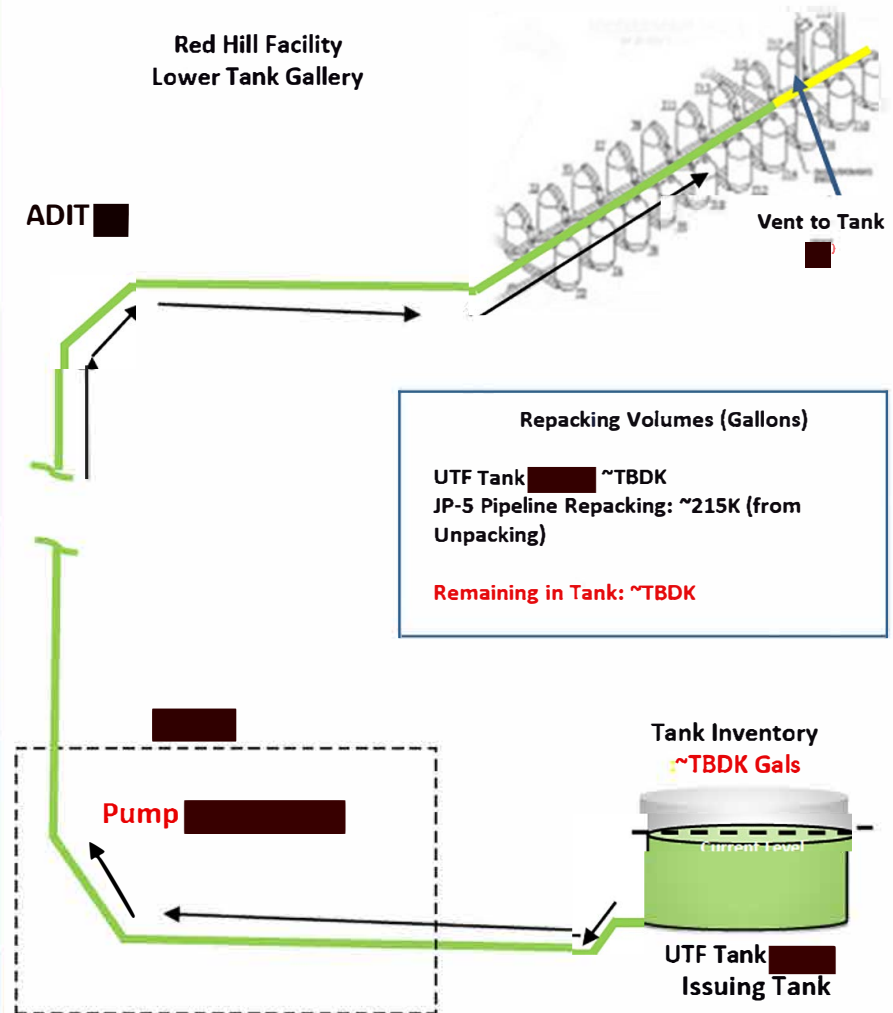 Red Hill Facility
Lower Tank Gallery
ADIT
Vent to Tank
Repacking Volumes (Gallons)
UTF Tank ~TBDK
JP-5 Pipeline Repacking: ~215K (from
Unpacking)
Remaining in Tank: ~TBDK
Tank Inventory
~TBDK Gals
Pump
Current Level
UTF Tank
Issuing Tank